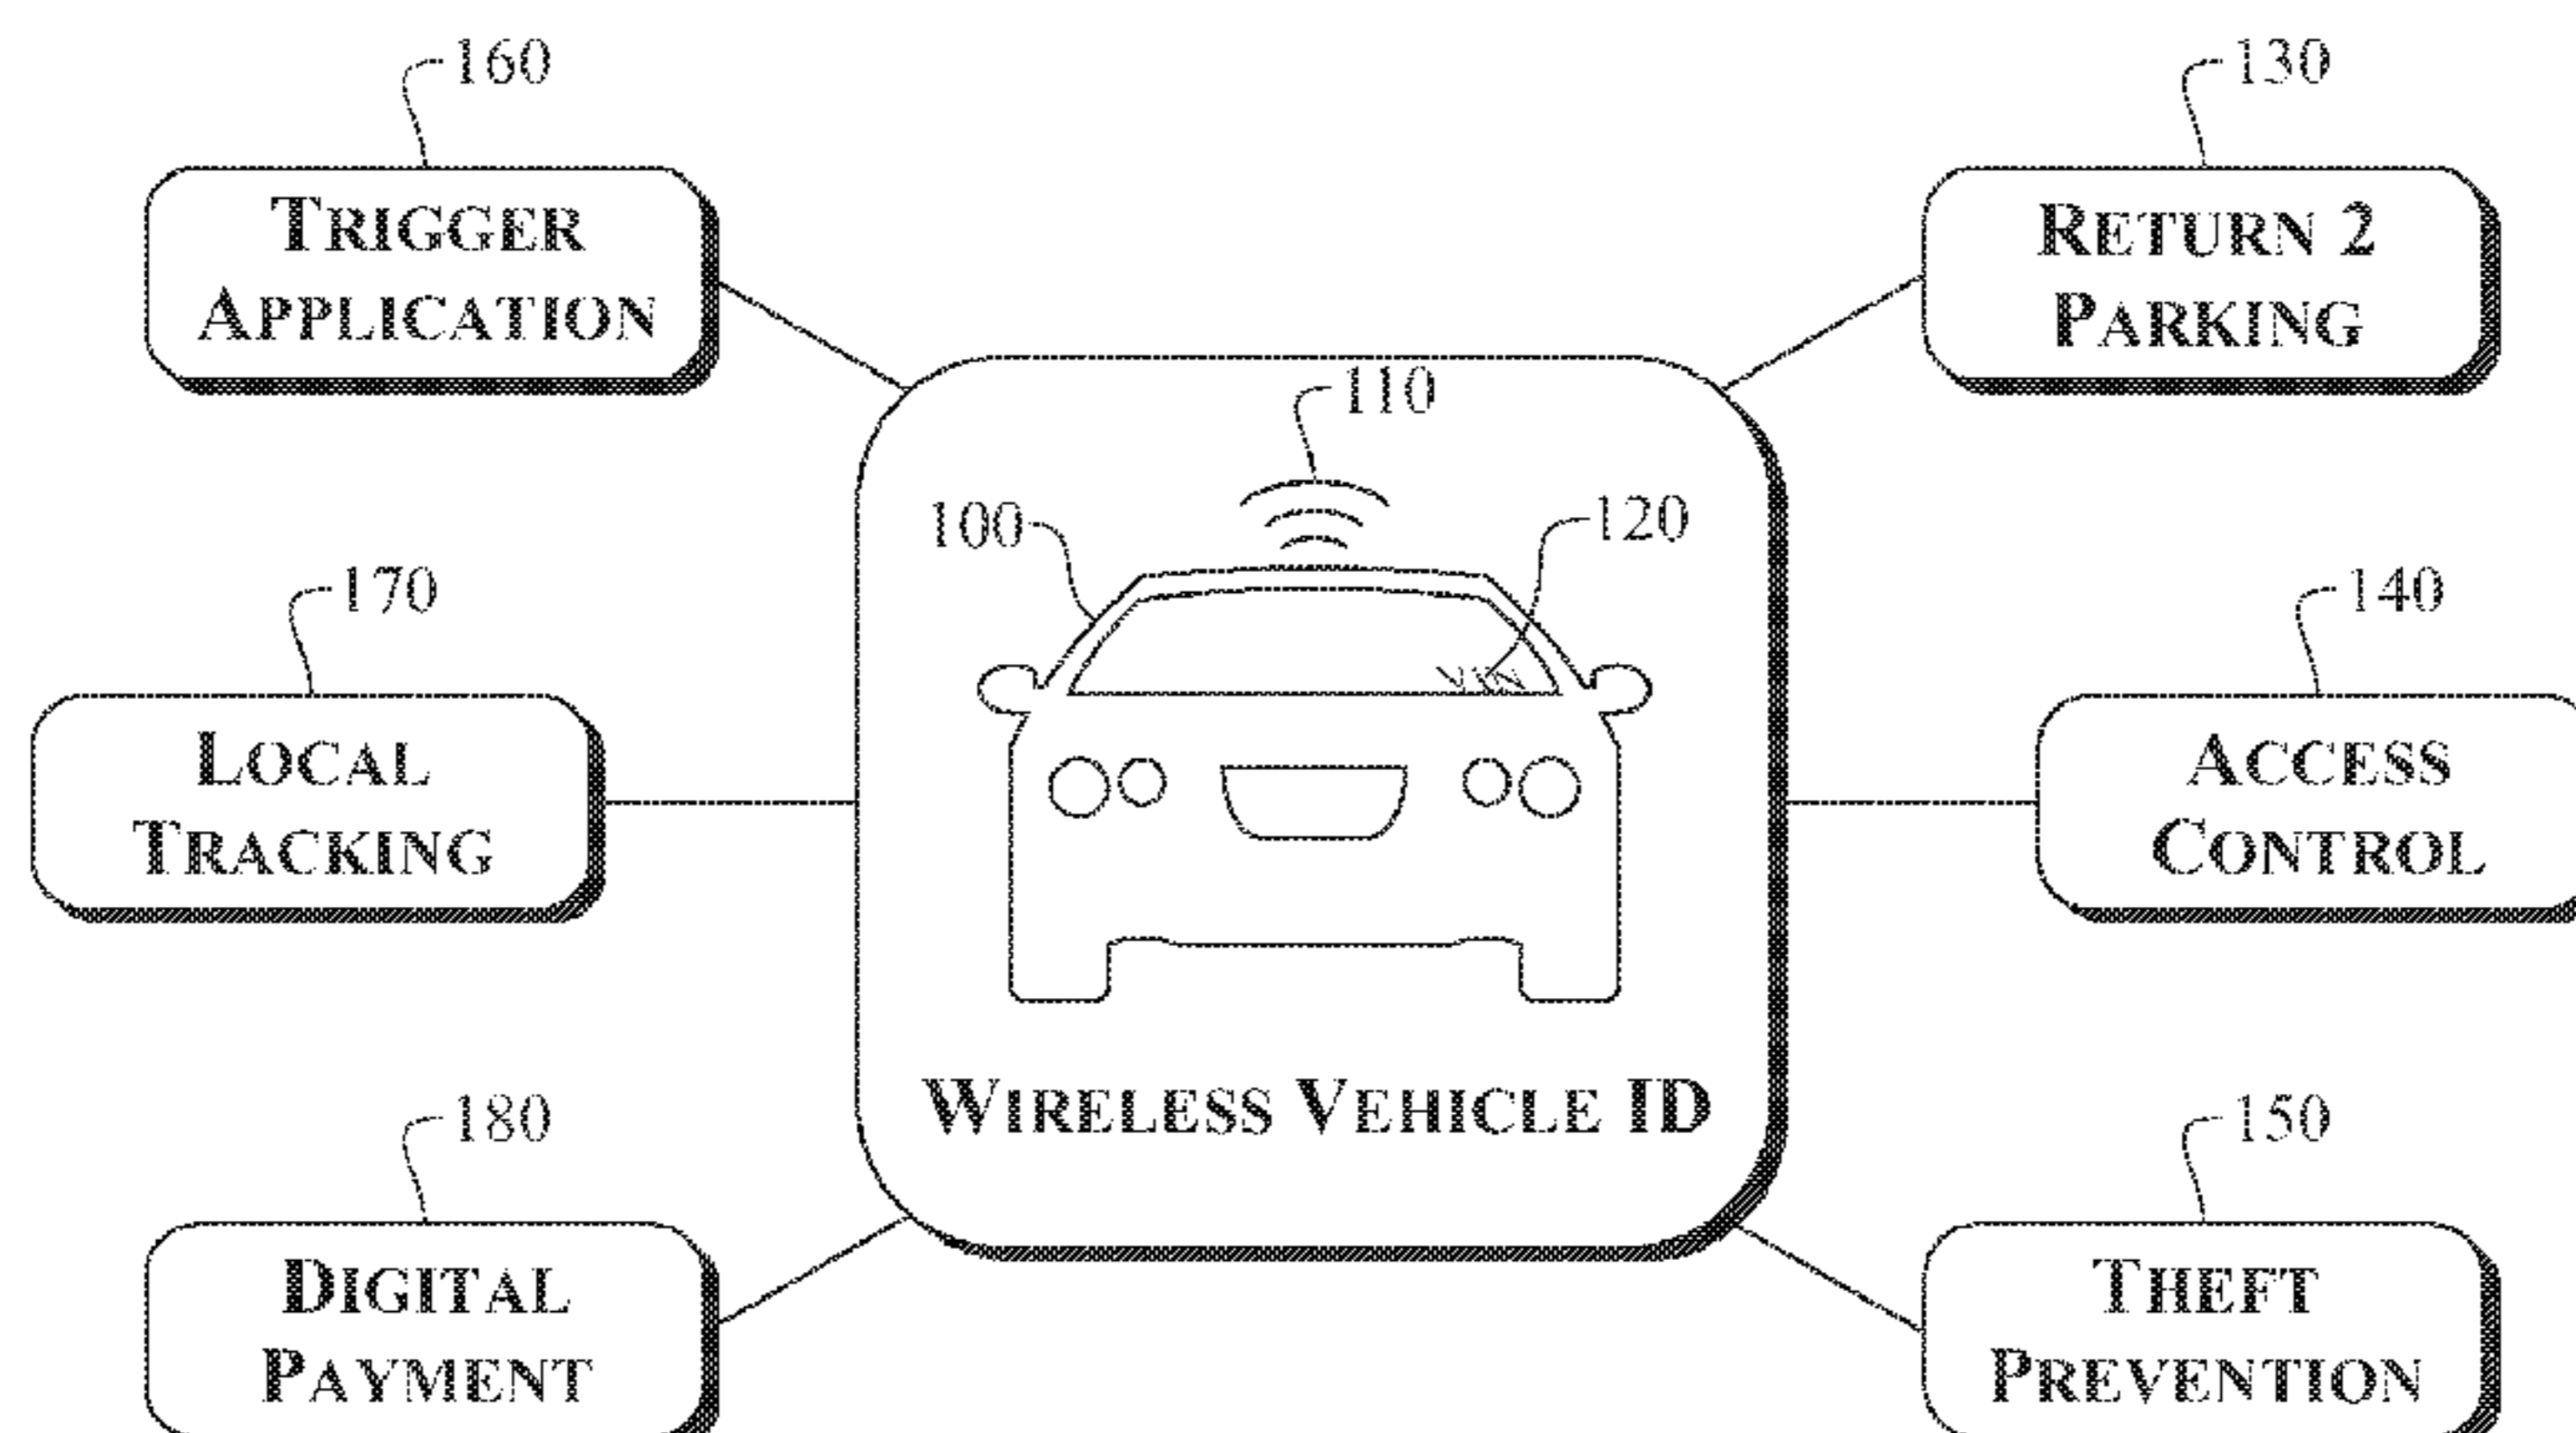 160
TRIGGER
APPLICATION
130
RETURN 2
PARKING
110
100
120
VIN
170
LOCAL
TRACKING
140
ACCESS
CONTROL
WIRELESS VEHICLE ID
180
DIGITAL
PAYMENT
150
THEFT
PREVENTION